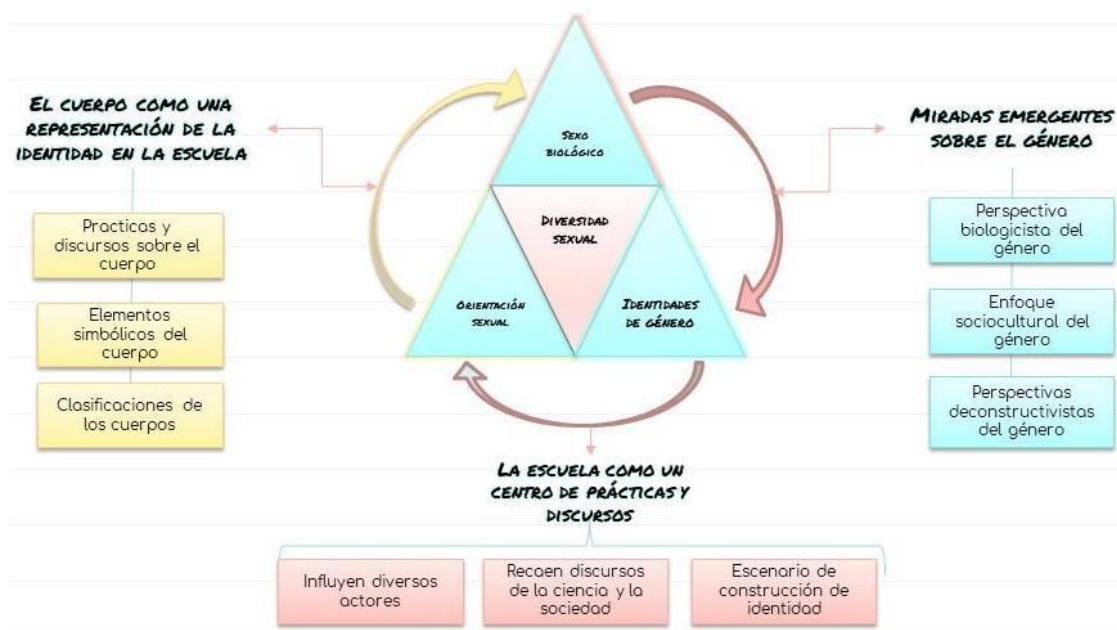 EL CUERPO COMO UNA
REPRESENTACIÓN DE LA
IDENTIDAD EN LA ESCUELA
Practicas y
discursos sobre el
cuerpo
Elementos
simbólicos del
cuerpo
Clasificaciones de
los cuerpos
SEXO
BIOLÓGICO
DIVERSIDAD
SEXUAL
ORIENTACIÓN
SEXUAL
IDENTIDADES
DE GÉNERO
MIRADAS EMERGENTES
SOBRE EL GÉNERO
Perspectiva
biologicista del
género
Enfoque
sociocultural del
género
Perspectivas
deconstructivistas
del género
LA ESCUELA COMO UN
CENTRO DE PRÁCTICAS Y
DISCURSOS
Influyen diversos
actores
Recaen discursos
de la ciencia y la
sociedad
Escenario de
construcción de
identidad